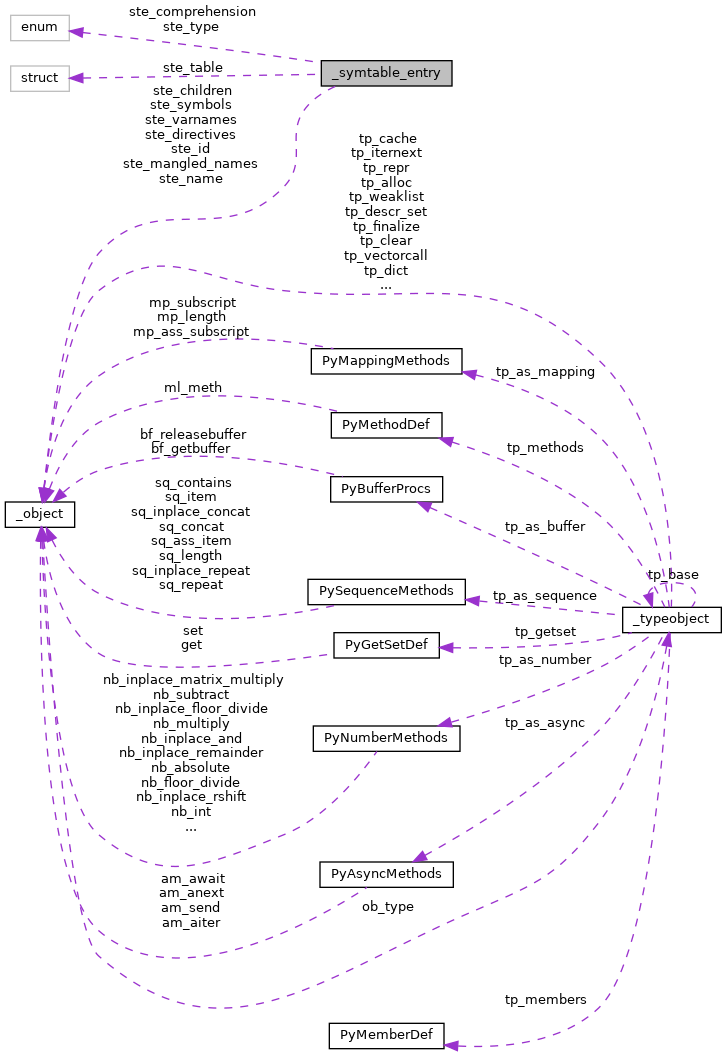 ste_comprehension
ste_type
enum
_symtable_entry
ste_table
struct
ste_children
ste_symbols
ste_varnames
ste_directives
ste_id
ste_mangled_names
ste_name
tp_cache
tp_iternext
tp_repr
tp_alloc
tp_weaklist
tp_descr_set
tp_finalize
tp_clear
tp_vectorcall
tp_dict
...
mp_subscript
mp_length
mp_ass_subscript
PyMappingMethods
tp_as_mapping
ml_meth
PyMethodDef
tp_methods
bf_releasebuffer
bf_getbuffer
PyBufferProcs
_object
sq_contains
sq_item
sq_inplace_concat
sq_concat
sq_ass_item
sq_length
sq_inplace_repeat
sq_repeat
tp_as_buffer
tp_base
PySequenceMethods
tp_as_sequence
_typeobject
set
get
PyGetSetDef
tp_getset
tp_as_number
nb_inplace_matrix_multiply
nb_subtract
nb_inplace_floor_divide
nb_multiply
nb_inplace_and
nb_inplace_remainder
nb_absolute
nb_floor_divide
nb_inplace_rshift
nb_int
...
PyNumberMethods
tp_as_async
PyAsyncMethods
am_await
am_anext
am_send
am_aiter
ob_type
tp_members
PyMemberDef